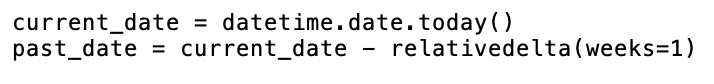 current_date = datetime.date.today()
past_date = current_date - relativedelta(weeks=1)